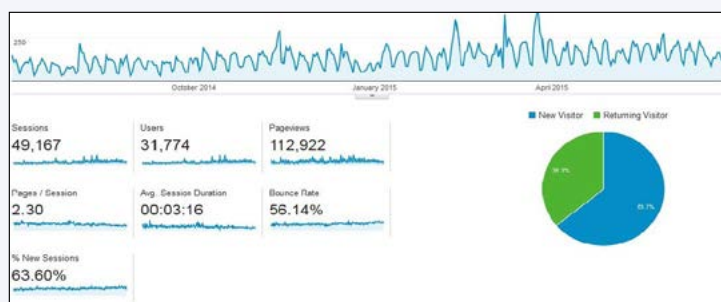 250
October 2014
January 2015
April 2015
New Visitor
Returning Visitor
Sessions
49,167
Users
31,774
Pageviews
112,922
Pages / Session
2.30
Avg. Session Duration
00:03:16
Bounce Rate
56.14%
% New Sessions
63.60%